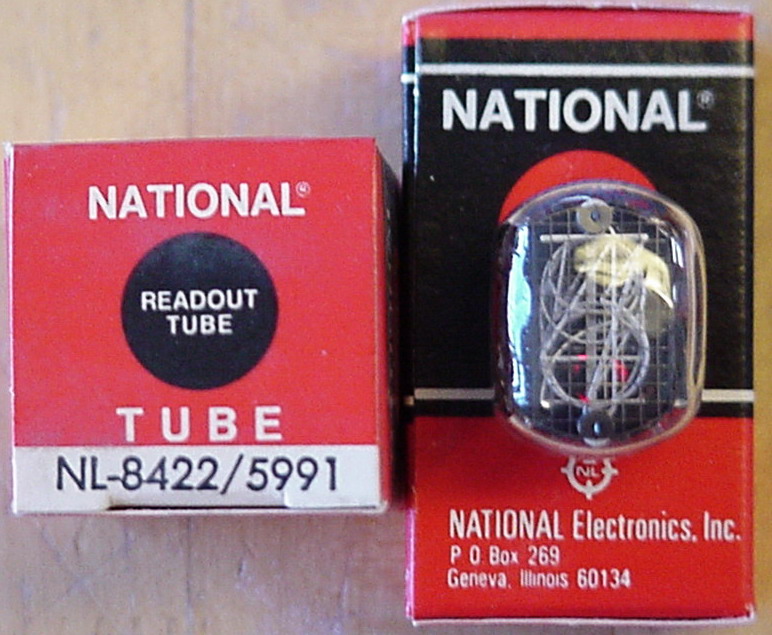 NATIONAL®
READOUT
TUBE
TUBE
NL-8422/5991
NATIONAL®
NL
NATIONAL Electronics, Inc.
P O Box 269
Geneva, Illinois 60134